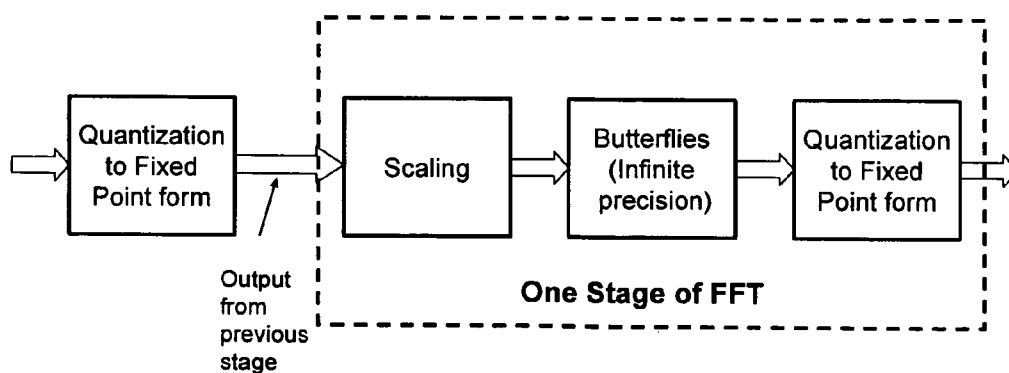 Quantization
to Fixed
Point form
Scaling
Butterflies
(Infinite
precision)
Quantization
to Fixed
Point form
Output
from
previous
stage
One Stage of FFT